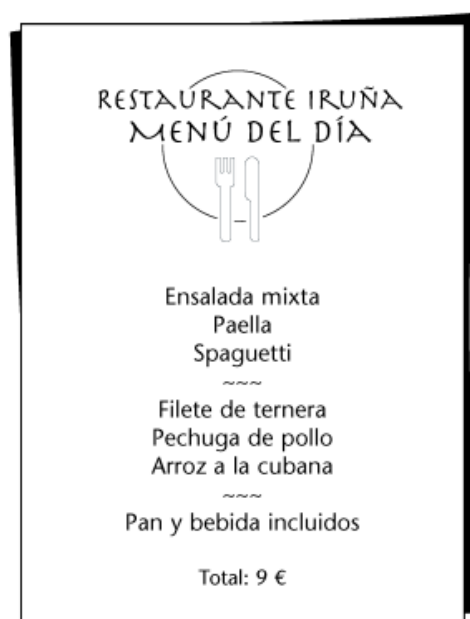 RESTAURANTE IRUÑA
MENÚ DEL DÍA
Ensalada mixta
Paella
Spaguetti
~~~
Filete de ternera
Pechuga de pollo
Arroz a la cubana
~~~
Pan y bebida incluidos
Total: 9 €